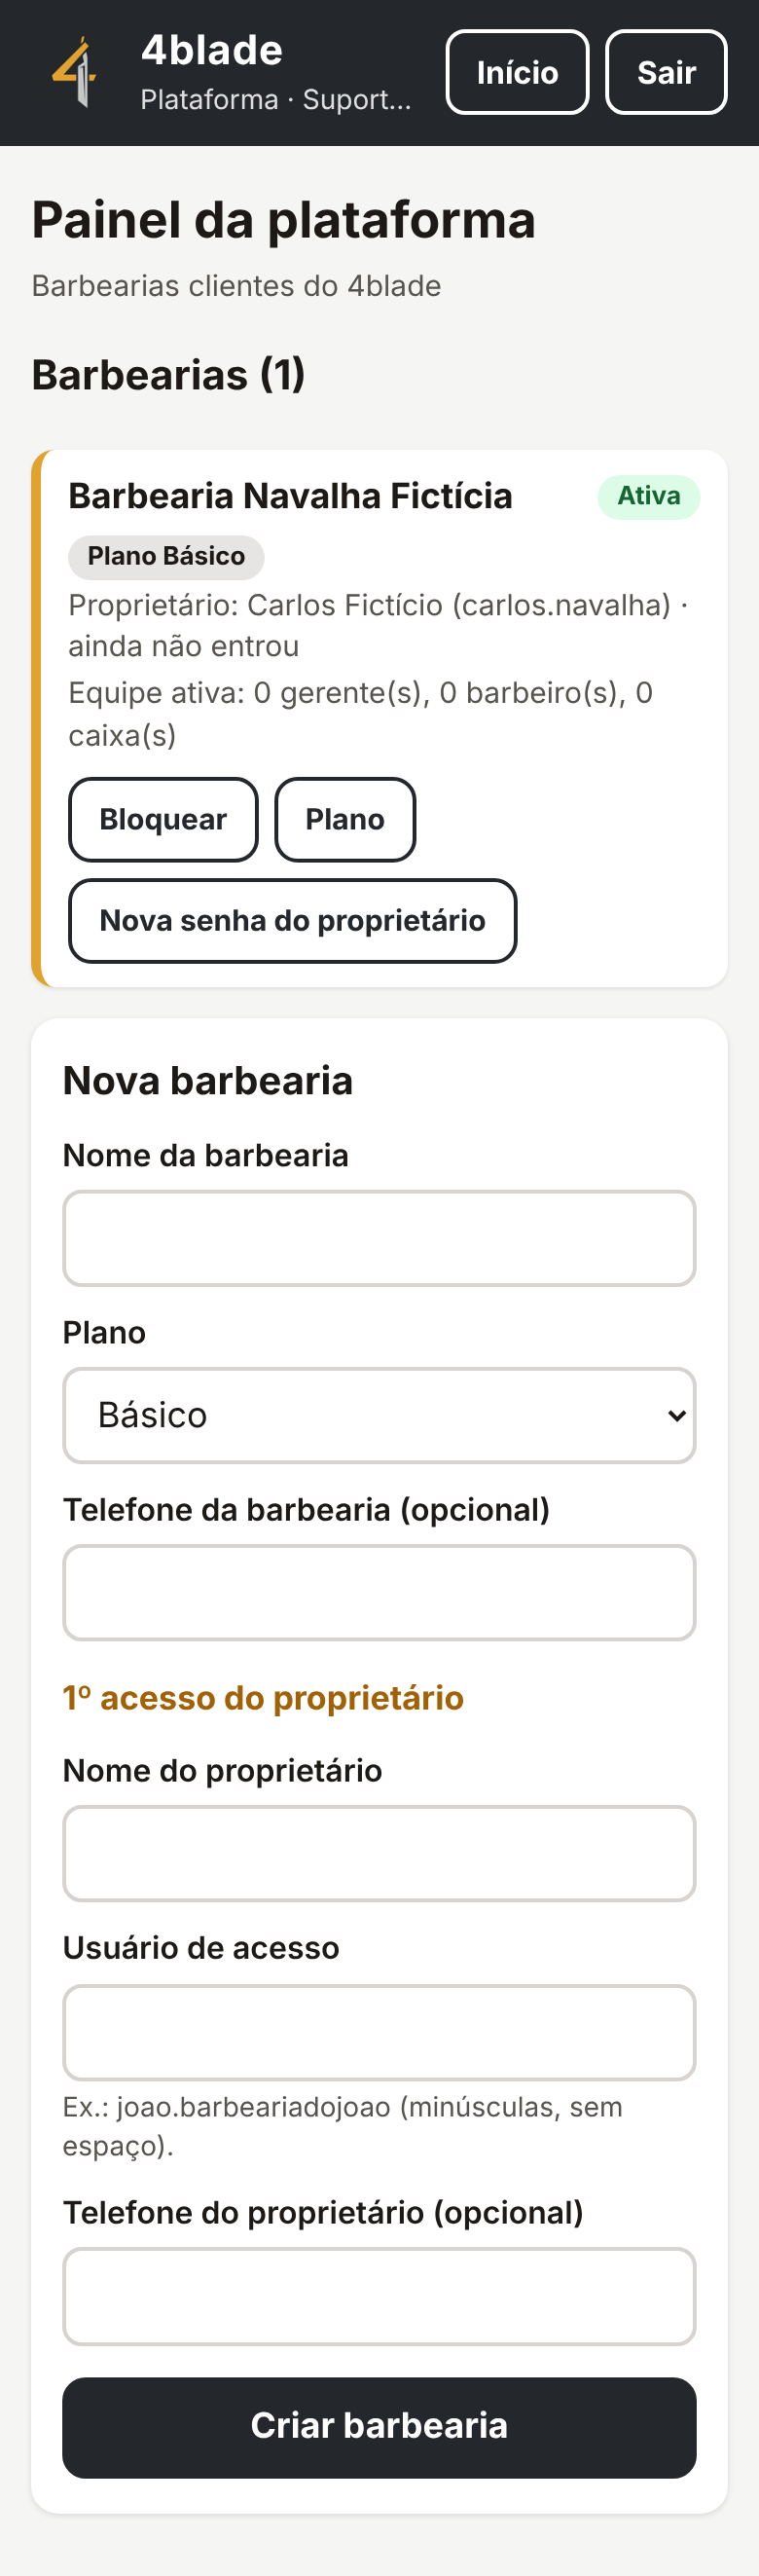 4blade
Plataforma · Suport...
Início
Sair
Painel da plataforma
Barbearias clientes do 4blade
Barbearias (1)
Barbearia Navalha Fictícia
Ativa
Plano Básico
Proprietário: Carlos Fictício (carlos.navalha) ·
ainda não entrou
Equipe ativa: 0 gerente(s), 0 barbeiro(s), 0
caixa(s)
Bloquear
Plano
Nova senha do proprietário
Nova barbearia
Nome da barbearia
Plano
Básico
Telefone da barbearia (opcional)
1º acesso do proprietário
Nome do proprietário
Usuário de acesso
Ex.: joao.barbeariadojoao (minúsculas, sem
espaço).
Telefone do proprietário (opcional)
Criar barbearia